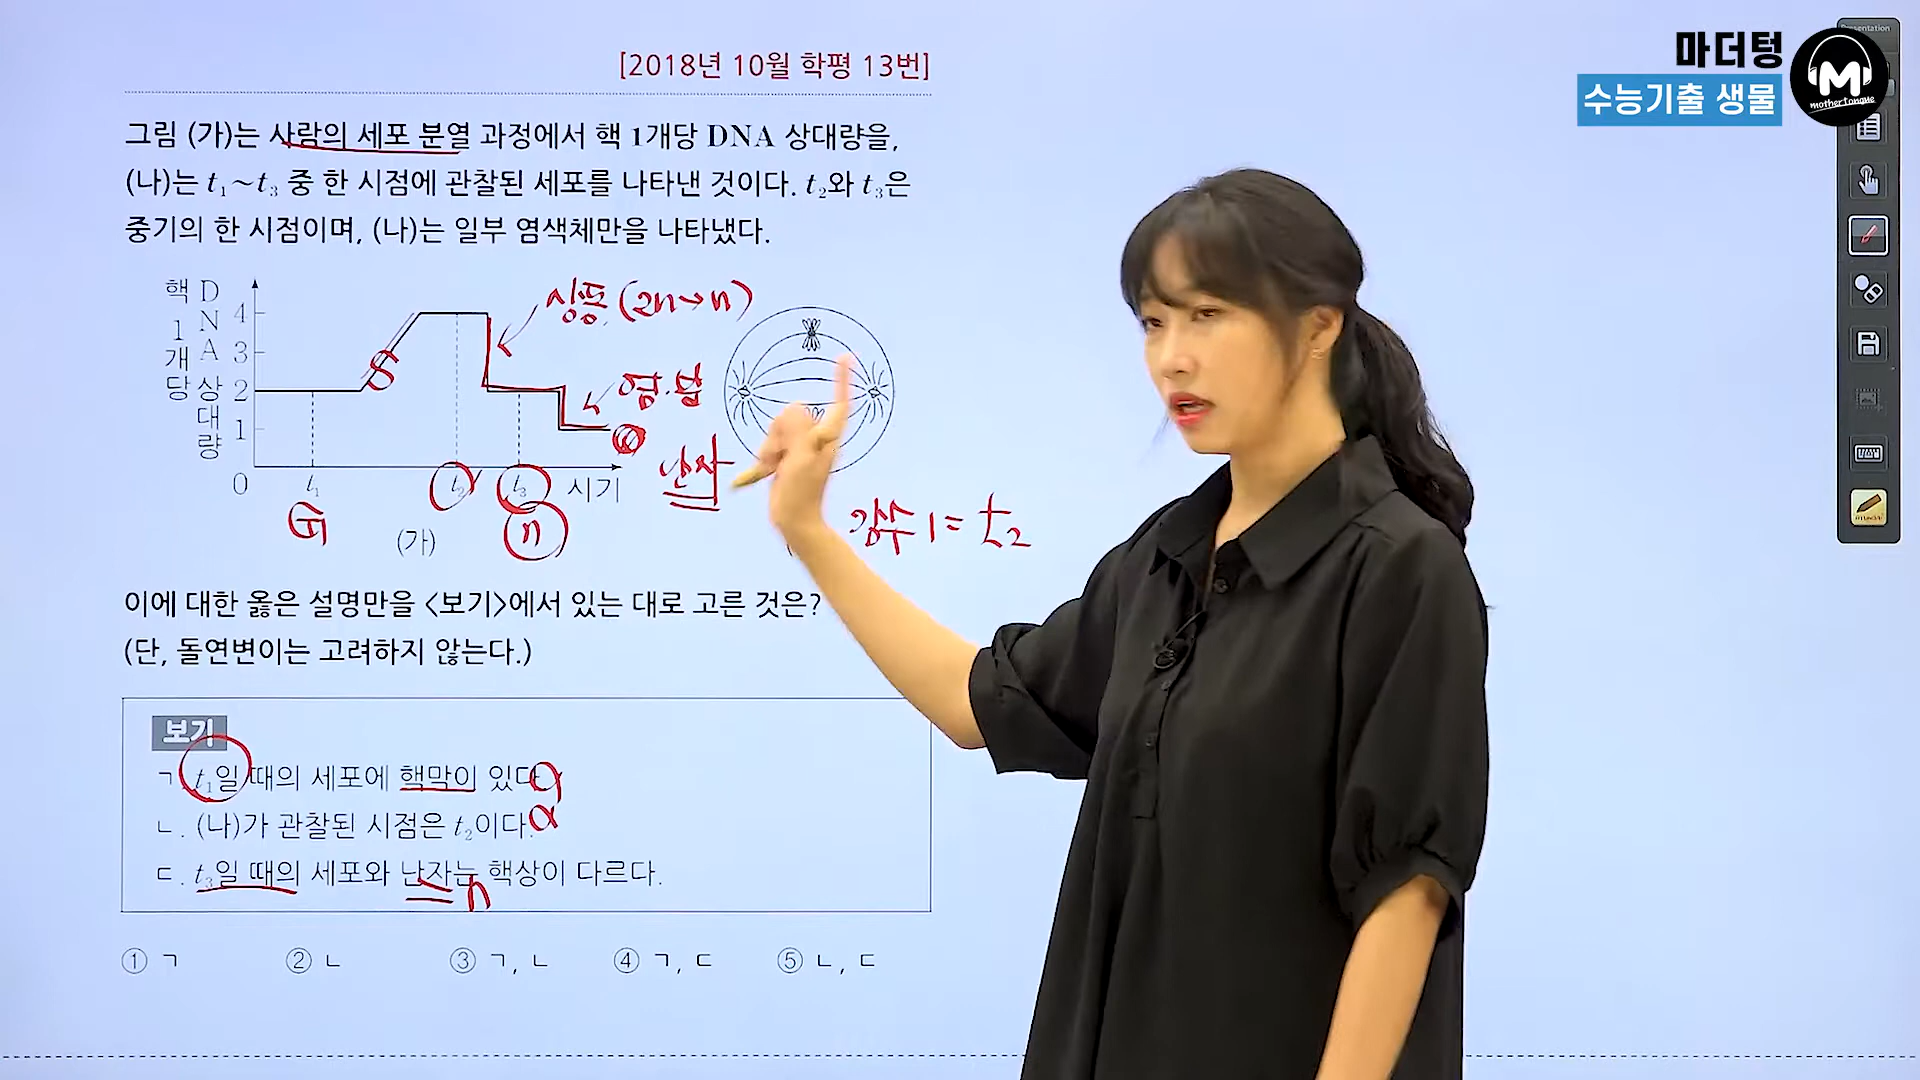 [2018년 10월 학평 13번]
마더텅
수능기출 생물
M
mothertongue
그림 (가)는 사람의 세포 분열 과정에서 핵 1개당 DNA 상대량을,
(나)는 t₁~t₃ 중 한 시점에 관찰된 세포를 나타낸 것이다. t₂와 t₃은
중기의 한 시점이며, (나)는 일부 염색체만을 나타냈다.
핵 1개당 DNA 상대량
4
3
2
1
0
S
상동 (2n→n)
염·분
난자
t₁ t₂ t₃ 시기
G₁
n
(가)
감수 1 = t₂
이에 대한 옳은 설명만을 <보기>에서 있는 대로 고른 것은?
(단, 돌연변이는 고려하지 않는다.)
보기
ㄱ. t₁일 때의 세포에 핵막이 있다.
ㄴ. (나)가 관찰된 시점은 t₂이다.
ㄷ. t₃일 때의 세포와 난자는 핵상이 다르다.
n
① ㄱ ② ㄴ ③ ㄱ, ㄴ ④ ㄱ, ㄷ ⑤ ㄴ, ㄷ